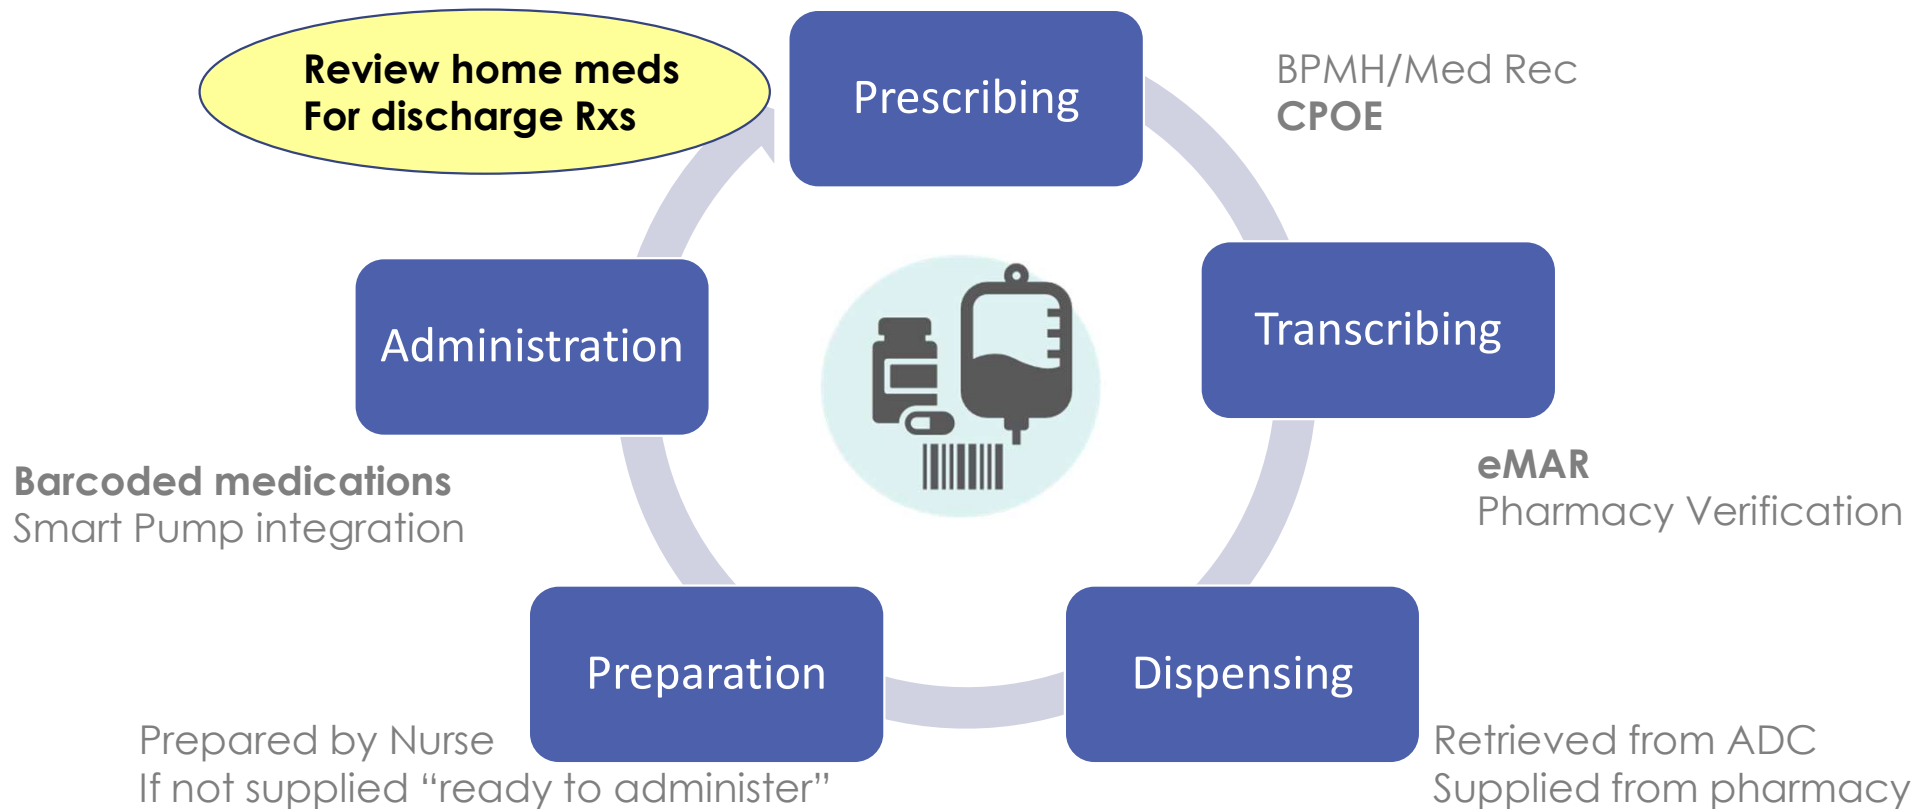 Review home meds
For discharge Rxs
Prescribing
BPMH/Med Rec
CPOE
Transcribing
eMAR
Pharmacy Verification
Dispensing
Retrieved from ADC
Supplied from pharmacy
Preparation
Prepared by Nurse
If not supplied “ready to administer”
Administration
Barcoded medications
Smart Pump integration